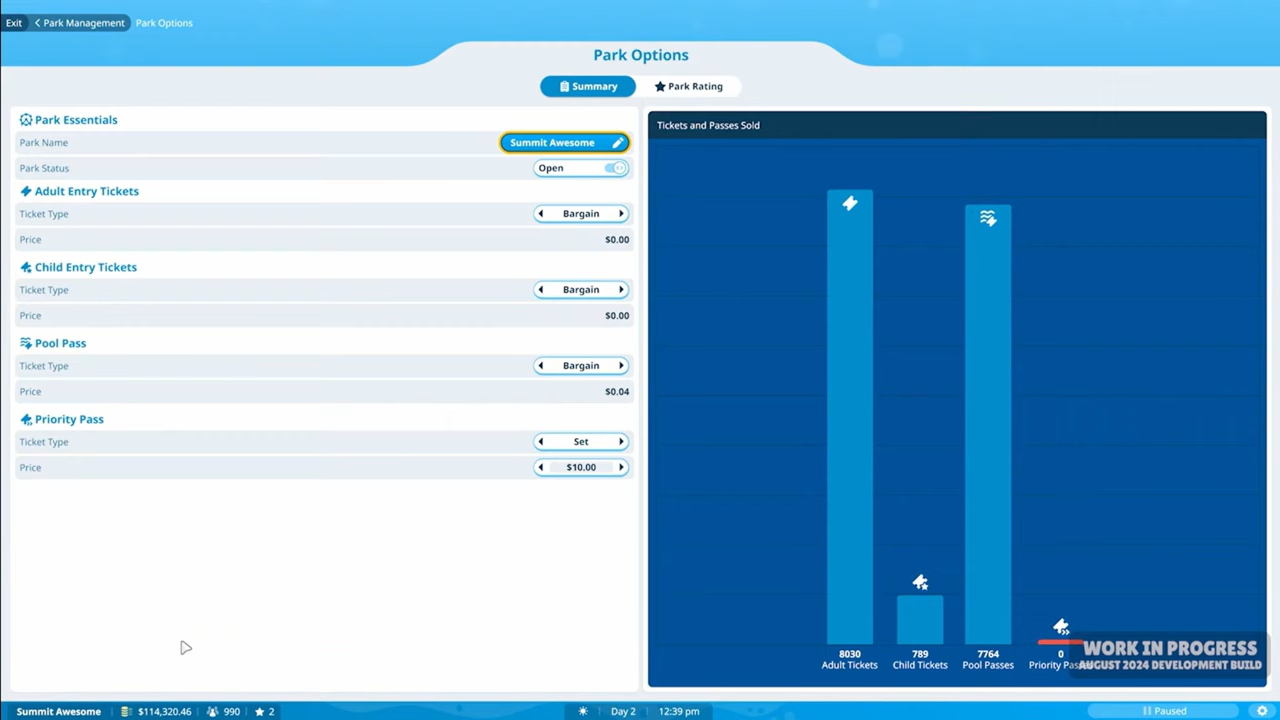 Exit
Park Management
Park Options
Park Options
Summary
Park Rating
Park Essentials
Park Name
Summit Awesome
Park Status
Open
Adult Entry Tickets
Ticket Type
Bargain
Price
$0.00
Child Entry Tickets
Ticket Type
Bargain
Price
$0.00
Pool Pass
Ticket Type
Bargain
Price
$0.04
Priority Pass
Ticket Type
Set
Price
$10.00
Tickets and Passes Sold
8030
Adult Tickets
789
Child Tickets
7764
Pool Passes
0
Priority
WORK IN PROGRESS
AUGUST 2024 DEVELOPMENT BUILD
Summit Awesome
$114,320.46
990
2
Day 2
12:39 pm
Paused